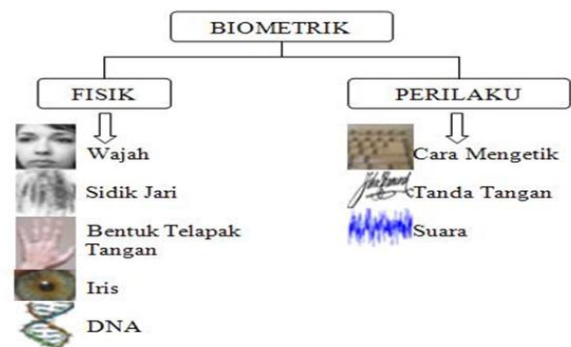 BIOMETRIK
FISIK
Wajah
Sidik Jari
Bentuk Telapak
Tangan
Iris
DNA
PERILAKU
Cara Mengetik
Tanda Tangan
Suara